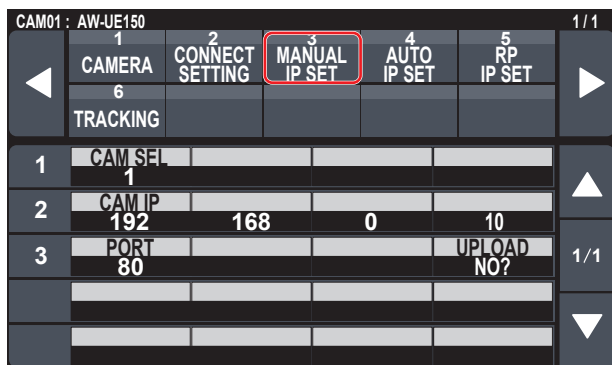 CAM01 : AW-UE150 1 / 1
1 2 3 4 5
CAMERA CONNECT SETTING MANUAL IP SET AUTO IP SET RP IP SET
6
TRACKING
CAM SEL
1 1
CAM IP
2 192 168 0 10
PORT UPLOAD
3 80 NO? 1/1